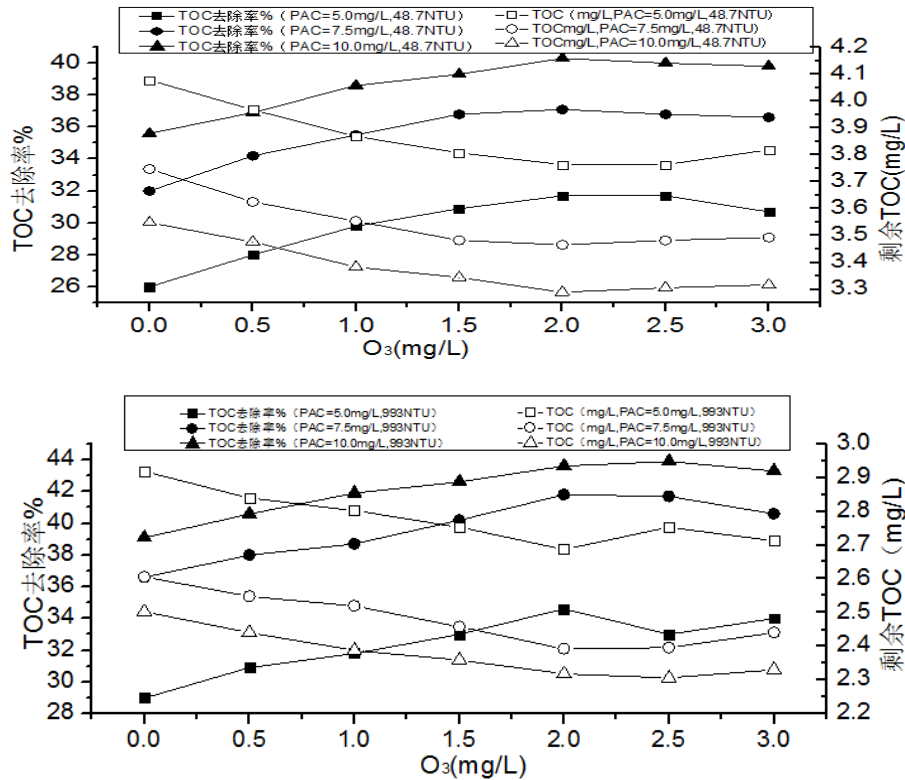 TOC去除率%（PAC=5.0mg/L,48.7NTU） TOC（mg/L,PAC=5.0mg/L,48.7NTU)
TOC去除率%（PAC=7.5mg/L,48.7NTU） TOCmg/L,PAC=7.5mg/L,48.7NTU)
TOC去除率%（PAC=10.0mg/L,48.7NTU） TOCmg/L,PAC=10.0mg/L,48.7NTU)
TOC去除率%
40
38
36
34
32
30
28
26
4.2
4.1
4.0
3.9
3.8
3.7
3.6
3.5
3.4
3.3
剩余TOC(mg/L)
0.0 0.5 1.0 1.5 2.0 2.5 3.0
O₃(mg/L)
TOC去除率%（PAC=5.0mg/L,993NTU） TOC（mg/L,PAC=5.0mg/L,993NTU)
TOC去除率%（PAC=7.5mg/L,993NTU） TOC（mg/L,PAC=7.5mg/L,993NTU)
TOC去除率%（PAC=10.0mg/L,993NTU） TOC（mg/L,PAC=10.0mg/L,993NTU)
TOC去除率%
44
42
40
38
36
34
32
30
28
3.0
2.9
2.8
2.7
2.6
2.5
2.4
2.3
2.2
剩余TOC（mg/L)
0.0 0.5 1.0 1.5 2.0 2.5 3.0
O₃(mg/L)